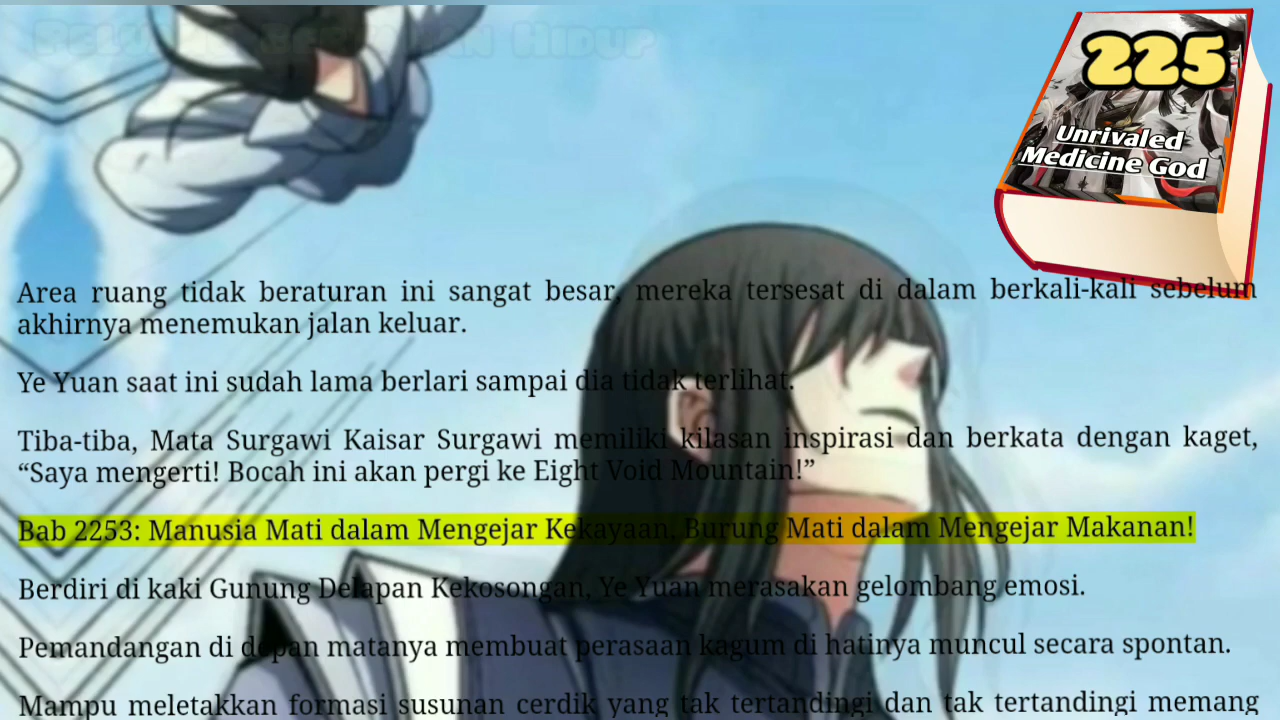 225
Unrivaled
Medicine God
Area ruang tidak beraturan ini sangat besar, mereka tersesat di dalam berkali-kali sebelum
akhirnya menemukan jalan keluar.
Ye Yuan saat ini sudah lama berlari sampai dia tidak terlihat.
Tiba-tiba, Mata Surgawi Kaisar Surgawi memiliki kilasan inspirasi dan berkata dengan kaget,
“Saya mengerti! Bocah ini akan pergi ke Eight Void Mountain!”
Bab 2253: Manusia Mati dalam Mengejar Kekayaan, Burung Mati dalam Mengejar Makanan!
Berdiri di kaki Gunung Delapan Kekosongan, Ye Yuan merasakan gelombang emosi.
Pemandangan di depan matanya membuat perasaan kagum di hatinya muncul secara spontan.
Mampu meletakkan formasi susunan cerdik yang tak tertandingi dan tak tertandingi memang